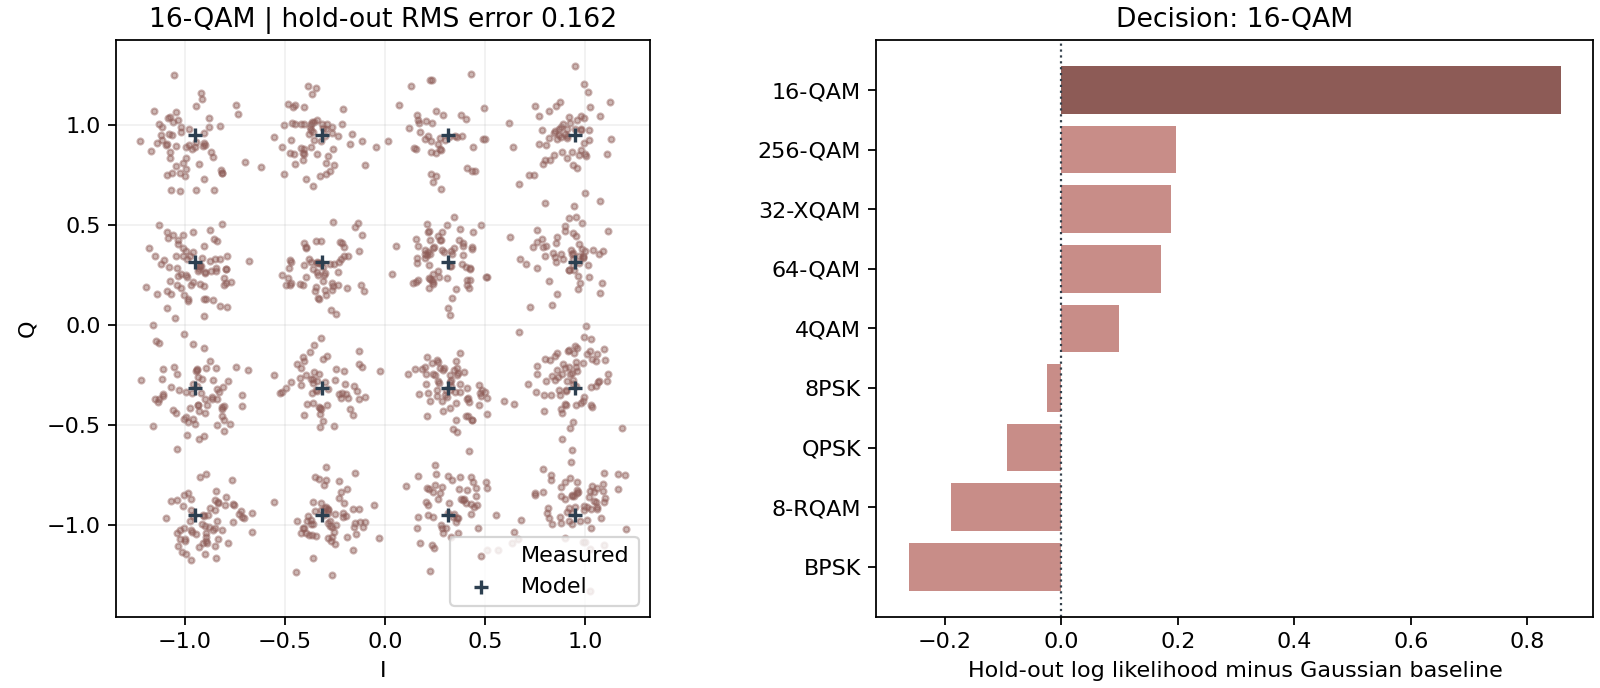 16-QAM | hold-out RMS error 0.162
Q
1.0
0.5
0.0
−0.5
−1.0
−1.0 −0.5 0.0 0.5 1.0
I
Measured
Model
Decision: 16-QAM
16-QAM
256-QAM
32-XQAM
64-QAM
4QAM
8PSK
QPSK
8-RQAM
BPSK
−0.2 0.0 0.2 0.4 0.6 0.8
Hold-out log likelihood minus Gaussian baseline